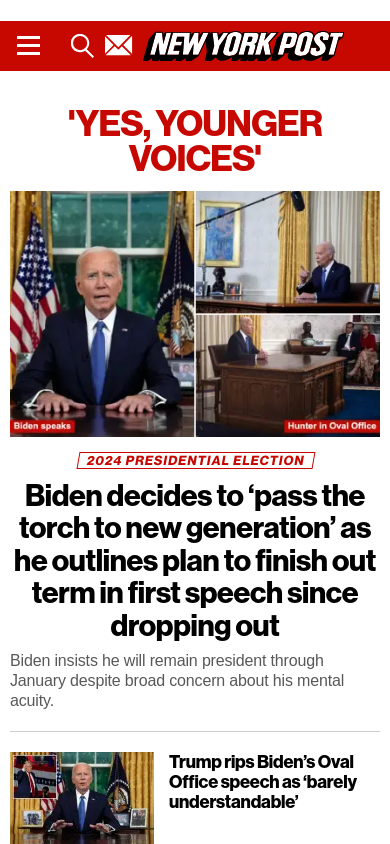 NEW YORK POST
'YES, YOUNGER
VOICES'
Biden speaks
Hunter in Oval Office
2024 PRESIDENTIAL ELECTION
Biden decides to ‘pass the
torch to new generation’ as
he outlines plan to finish out
term in first speech since
dropping out
Biden insists he will remain president through
January despite broad concern about his mental
acuity.
Trump rips Biden’s Oval
Office speech as ‘barely
understandable’